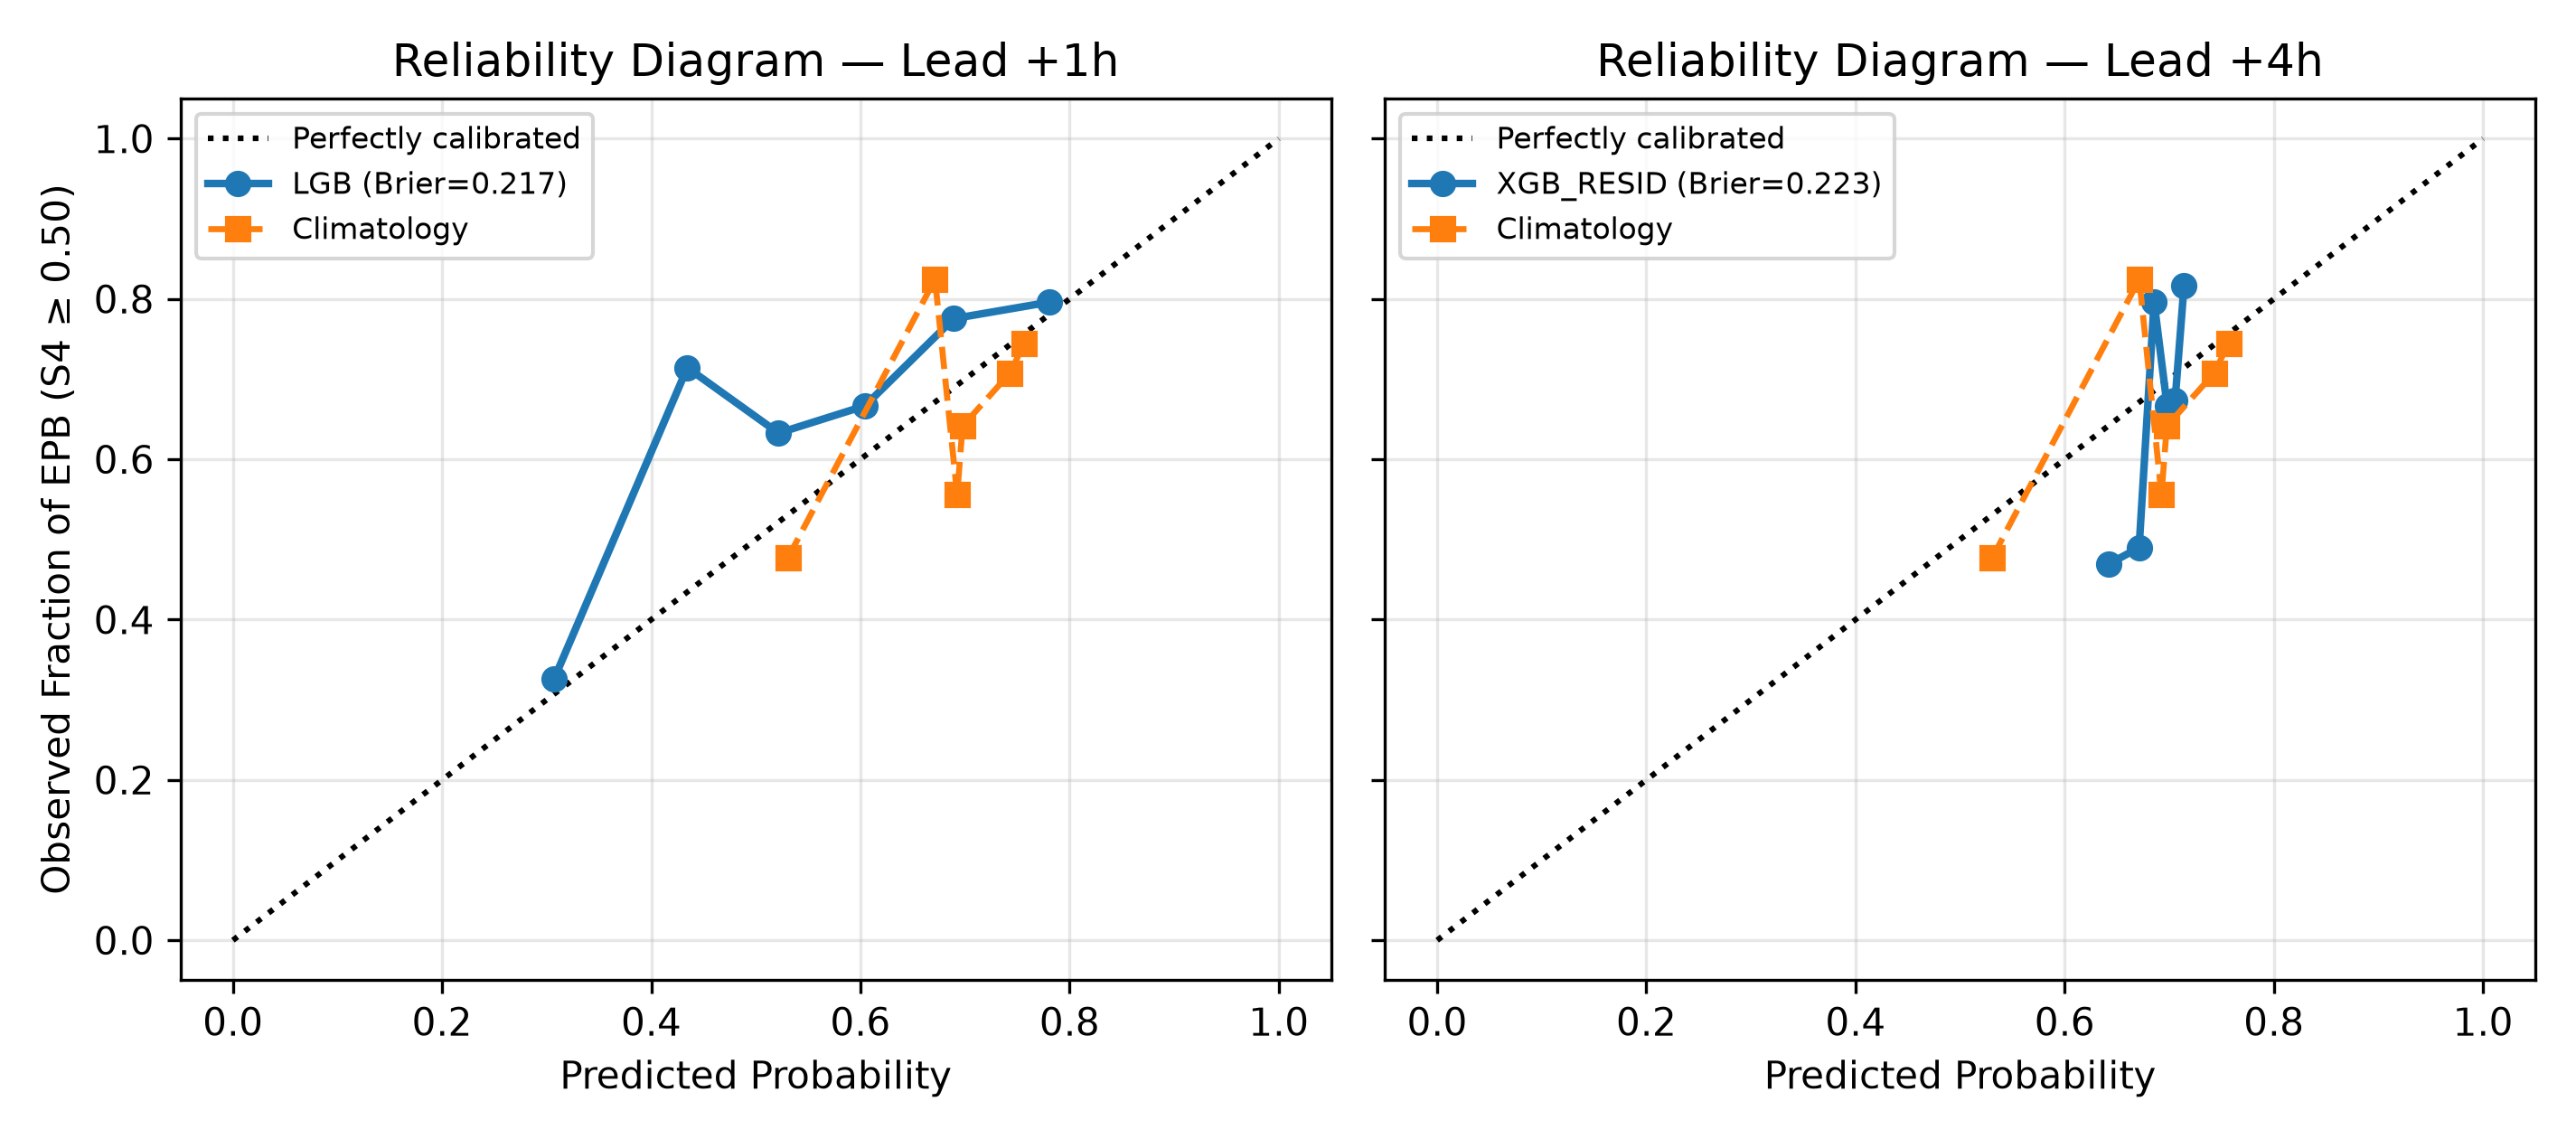 Reliability Diagram — Lead +1h
Perfectly calibrated
LGB (Brier=0.217)
Climatology
Observed Fraction of EPB (S4 ≥ 0.50)
1.0
0.8
0.6
0.4
0.2
0.0
0.0 0.2 0.4 0.6 0.8 1.0
Predicted Probability
Reliability Diagram — Lead +4h
Perfectly calibrated
XGB_RESID (Brier=0.223)
Climatology
0.0 0.2 0.4 0.6 0.8 1.0
Predicted Probability